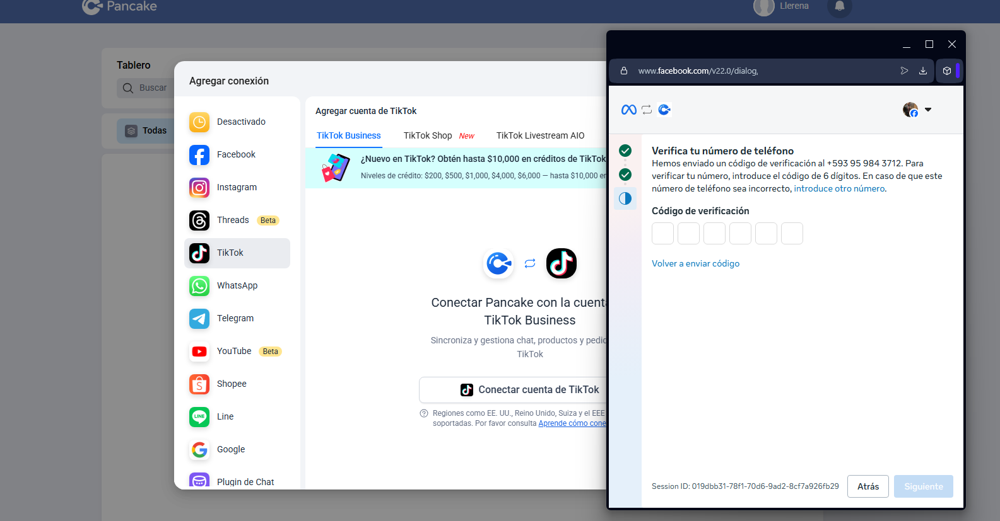 Pancake
Llerena
Tablero
Buscar
Todas
Agregar conexión
Desactivado
Facebook
Instagram
Threads Beta
TikTok
WhatsApp
Telegram
YouTube Beta
Shopee
Line
Google
Plugin de Chat
Agregar cuenta de TikTok
TikTok Business TikTok Shop New TikTok Livestream AIO
¿Nuevo en TikTok? Obtén hasta $10,000 en créditos de TikTok
Niveles de crédito: $200, $500, $1,000, $4,000, $6,000 — hasta $10,000 en
Conectar Pancake con la cuenta
TikTok Business
Sincroniza y gestiona chat, productos y pedid
TikTok
Conectar cuenta de TikTok
Regiones como EE. UU., Reino Unido, Suiza y el EEE
soportadas. Por favor consulta Aprende cómo cone
www.facebook.com/v22.0/dialog,
Verifica tu número de teléfono
Hemos enviado un código de verificación al +593 95 984 3712. Para
verificar tu número, introduce el código de 6 dígitos. En caso de que este
número de teléfono sea incorrecto, introduce otro número.
Código de verificación
Volver a enviar código
Session ID: 019dbb31-78f1-70d6-9ad2-8cf7a926fb29
Atrás
Siguiente